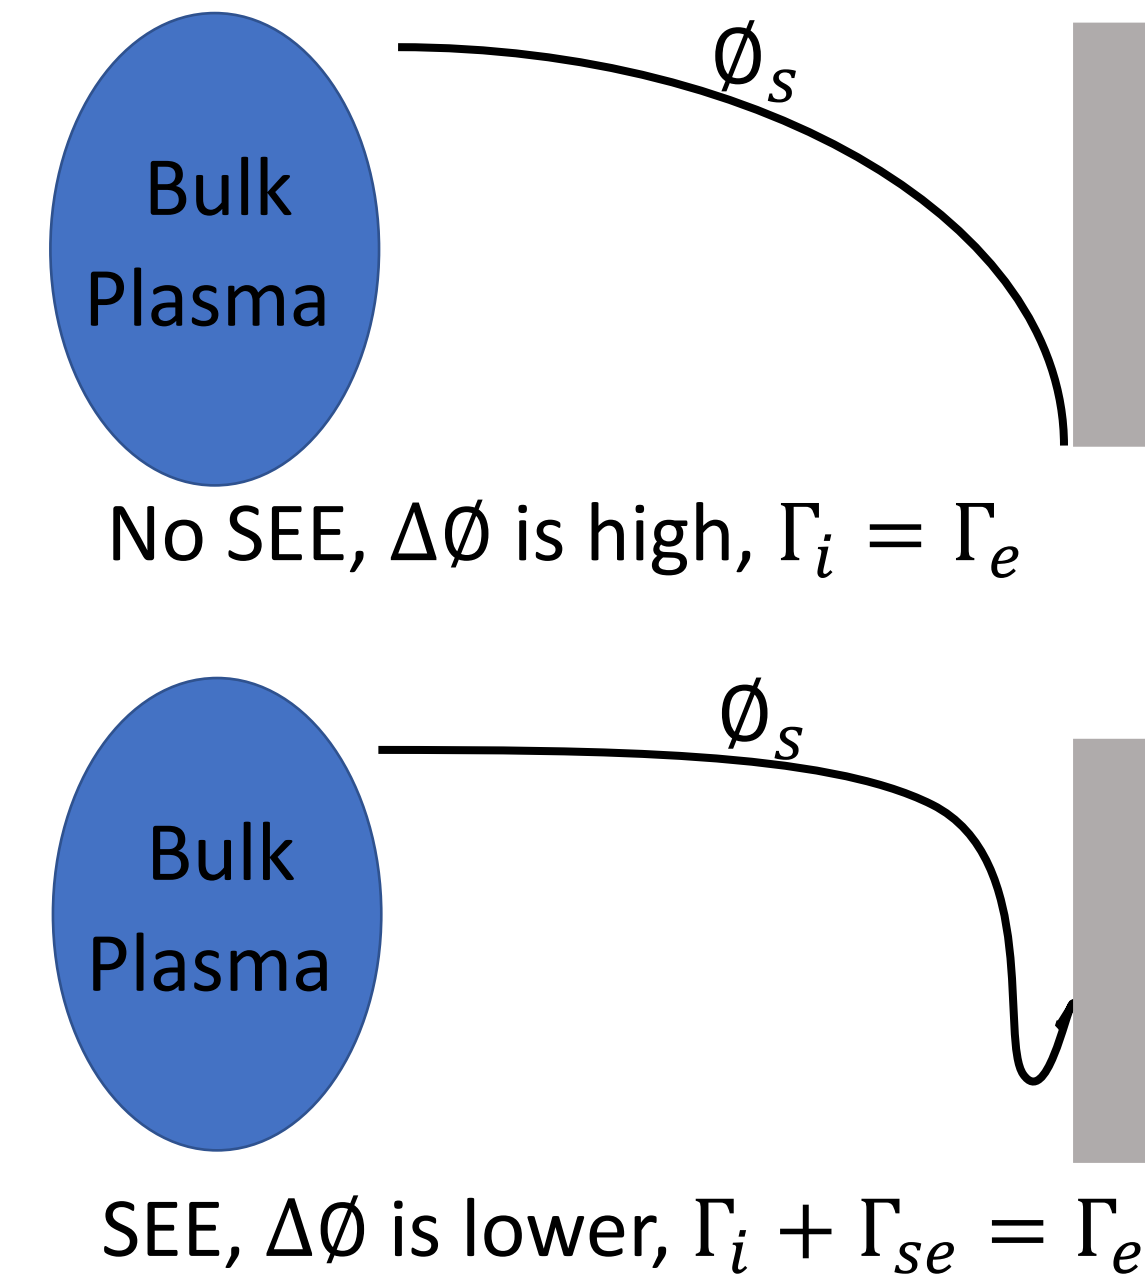 ∅ₛ
Bulk
Plasma
No SEE, Δ∅ is high, Γᵢ = Γₑ
∅ₛ
Bulk
Plasma
SEE, Δ∅ is lower, Γᵢ + Γₛₑ = Γₑ